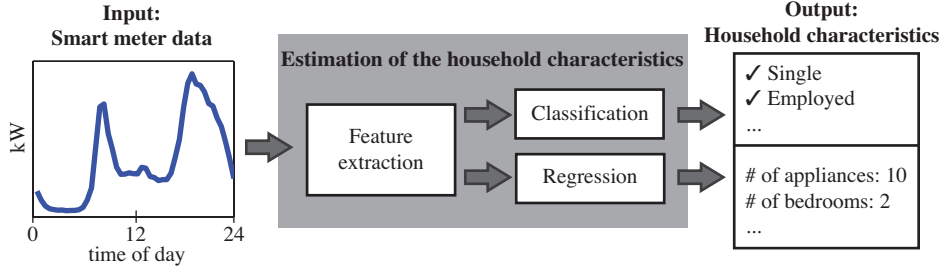 Input:
Smart meter data
kW
0
12
24
time of day
Estimation of the household characteristics
Feature
extraction
Classification
Regression
Output:
Household characteristics
✓ Single
✓ Employed
...
# of appliances: 10
# of bedrooms: 2
...